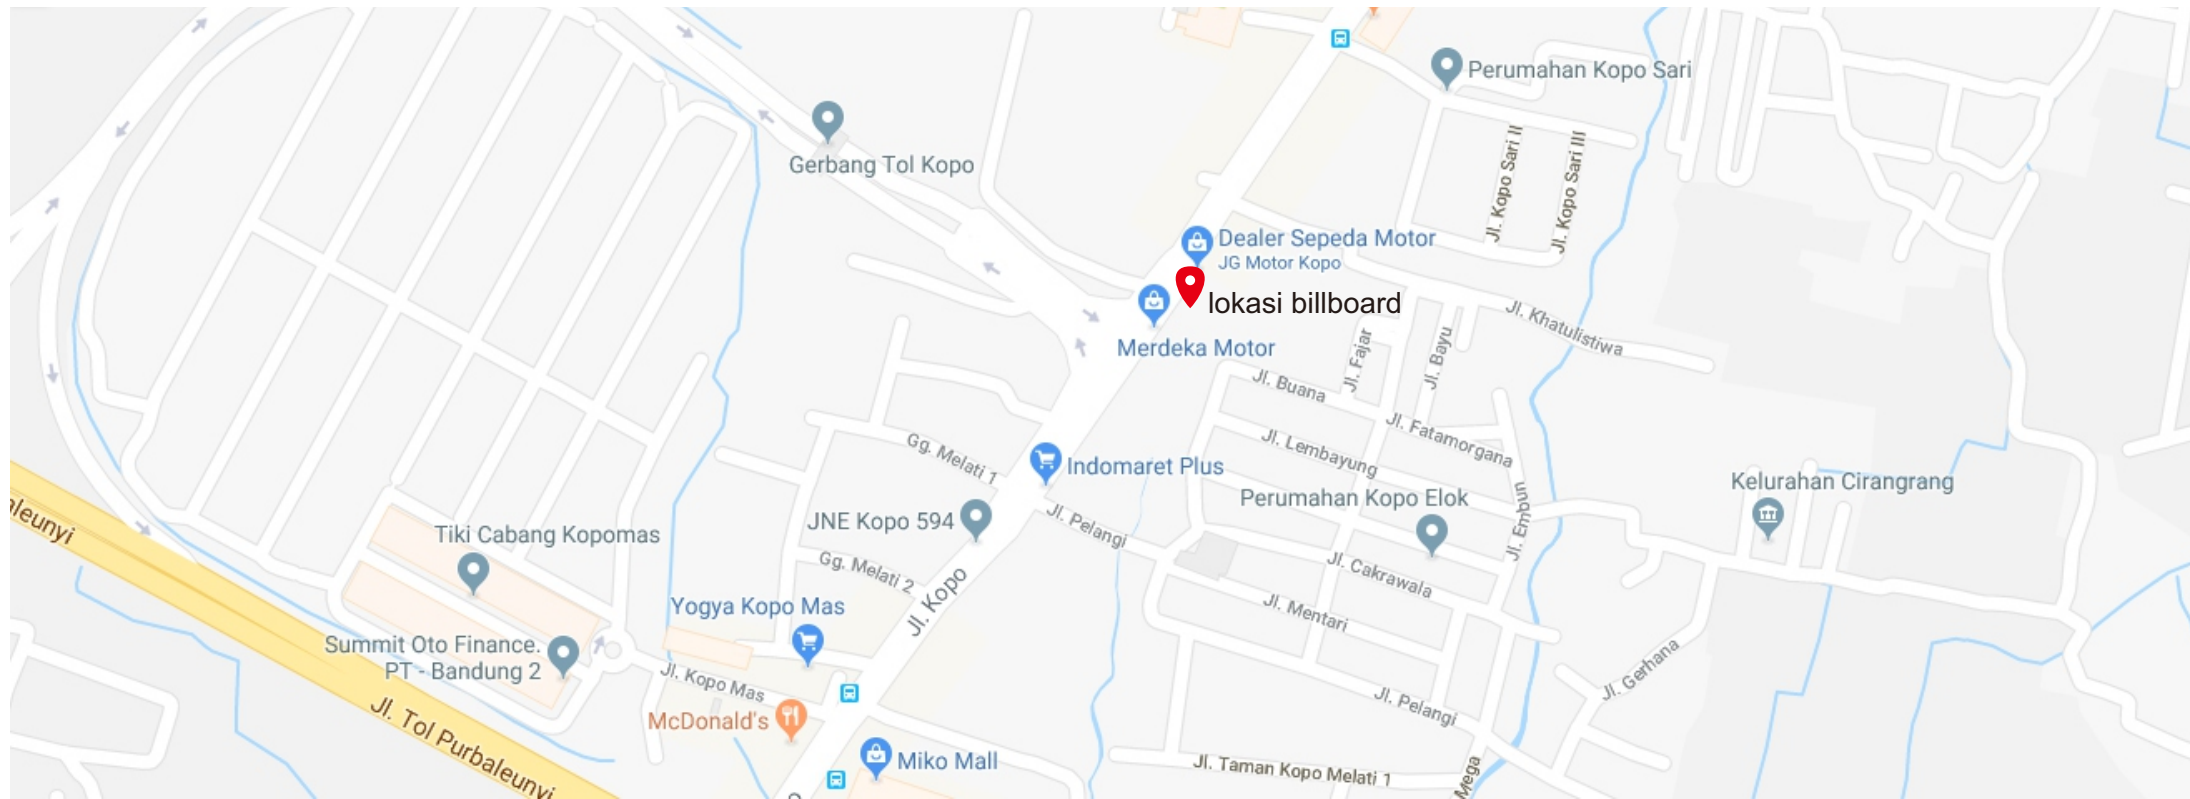 Perumahan Kopo Sari
Gerbang Tol Kopo
Jl. Kopo Sari II
Jl. Kopo Sari III
Dealer Sepeda Motor
JG Motor Kopo
lokasi billboard
Merdeka Motor
Jl. Khatulistiwa
Jl. Fajar
Jl. Bayu
Jl. Buana
Jl. Fatamorgana
Jl. Lembayung
Gg. Melati 1
Indomaret Plus
Perumahan Kopo Elok
Kelurahan Cirangrang
JNE Kopo 594
Jl. Pelangi
Jl. Embun
aleunyi
Tiki Cabang Kopomas
Gg. Melati 2
Jl. Cakrawala
Jl. Kopo
Yogya Kopo Mas
Jl. Mentari
Summit Oto Finance.
PT - Bandung 2
Jl. Kopo Mas
Jl. Gerhana
McDonald's
Jl. Pelangi
Jl. Tol Purbaleunyi
Miko Mall
Jl. Taman Kopo Melati 1
Mega